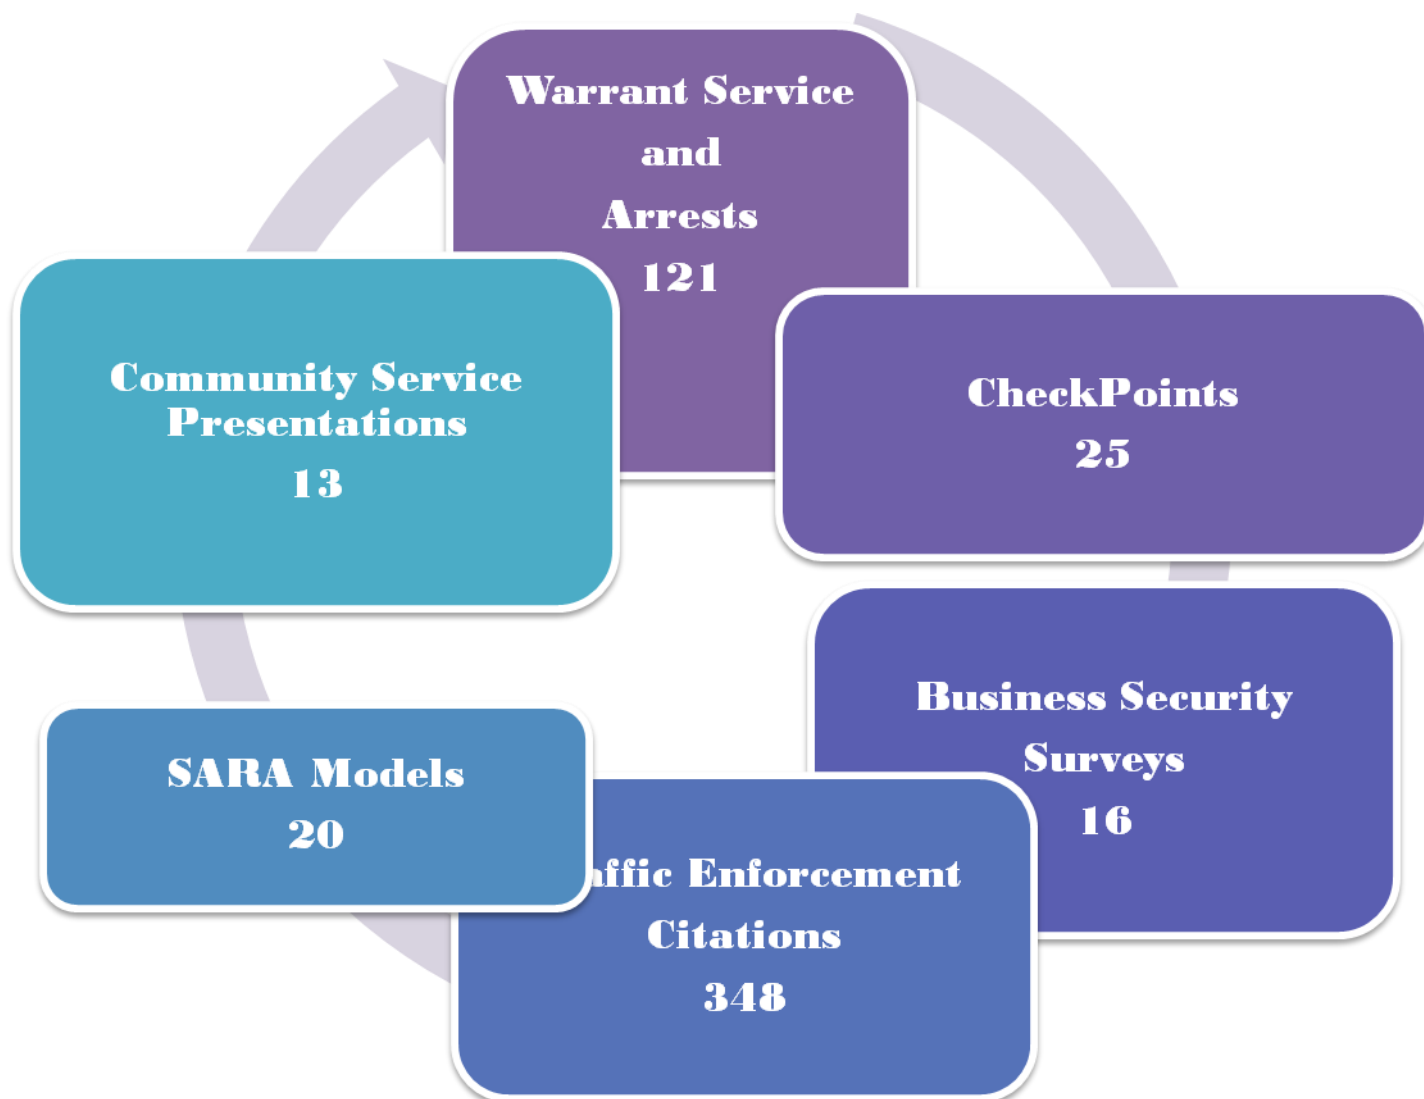 Warrant Service
and
Arrests
121
CheckPoints
25
Business Security
Surveys
16
affic Enforcement
Citations
348
SARA Models
20
Community Service
Presentations
13